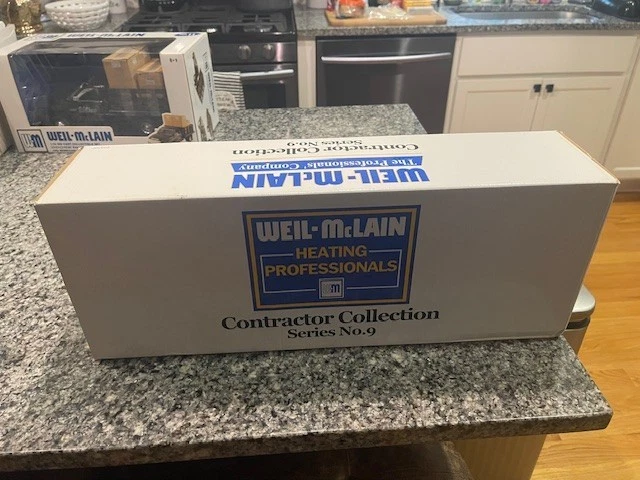 WEIL-McLAIN
Contractor Collection
Series No.9
The Professionals' Company
WEIL-McLAIN
WEIL-McLAIN
HEATING
PROFESSIONALS
Contractor Collection
Series No.9